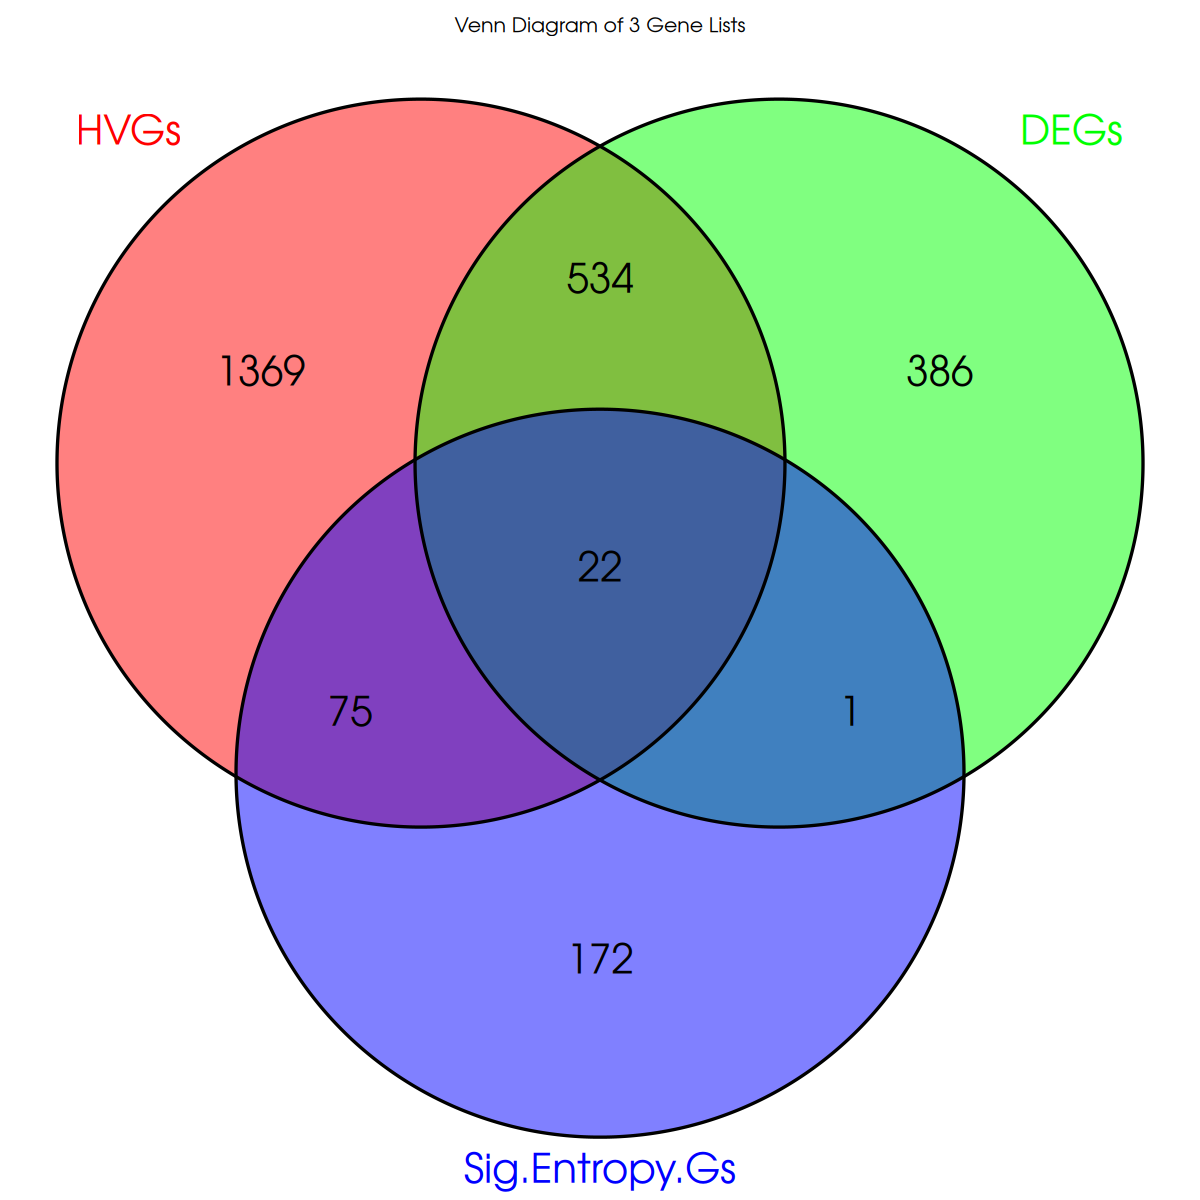 Venn Diagram of 3 Gene Lists
HVGs
DEGs
534
1369
386
22
75
1
172
Sig.Entropy.Gs